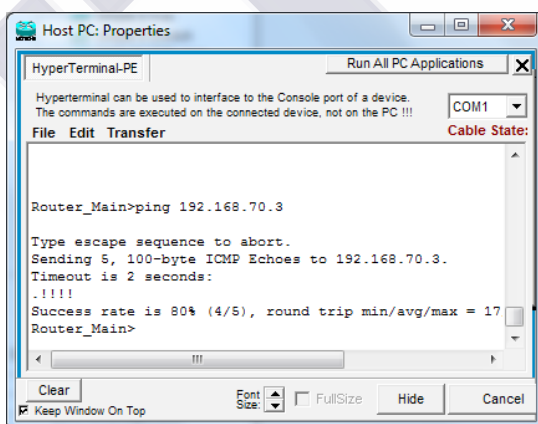 Host PC: Properties
HyperTerminal-PE
Run All PC Applications
X
Hyperterminal can be used to interface to the Console port of a device.
The commands are executed on the connected device, not on the PC !!!
COM1
File Edit Transfer
Cable State:
Router_Main>ping 192.168.70.3
Type escape sequence to abort.
Sending 5, 100-byte ICMP Echoes to 192.168.70.3.
Timeout is 2 seconds:
.!!!!
Success rate is 80% (4/5), round trip min/avg/max = 17
Router_Main>
Clear
Keep Window On Top
Font
Size:
FullSize
Hide
Cancel